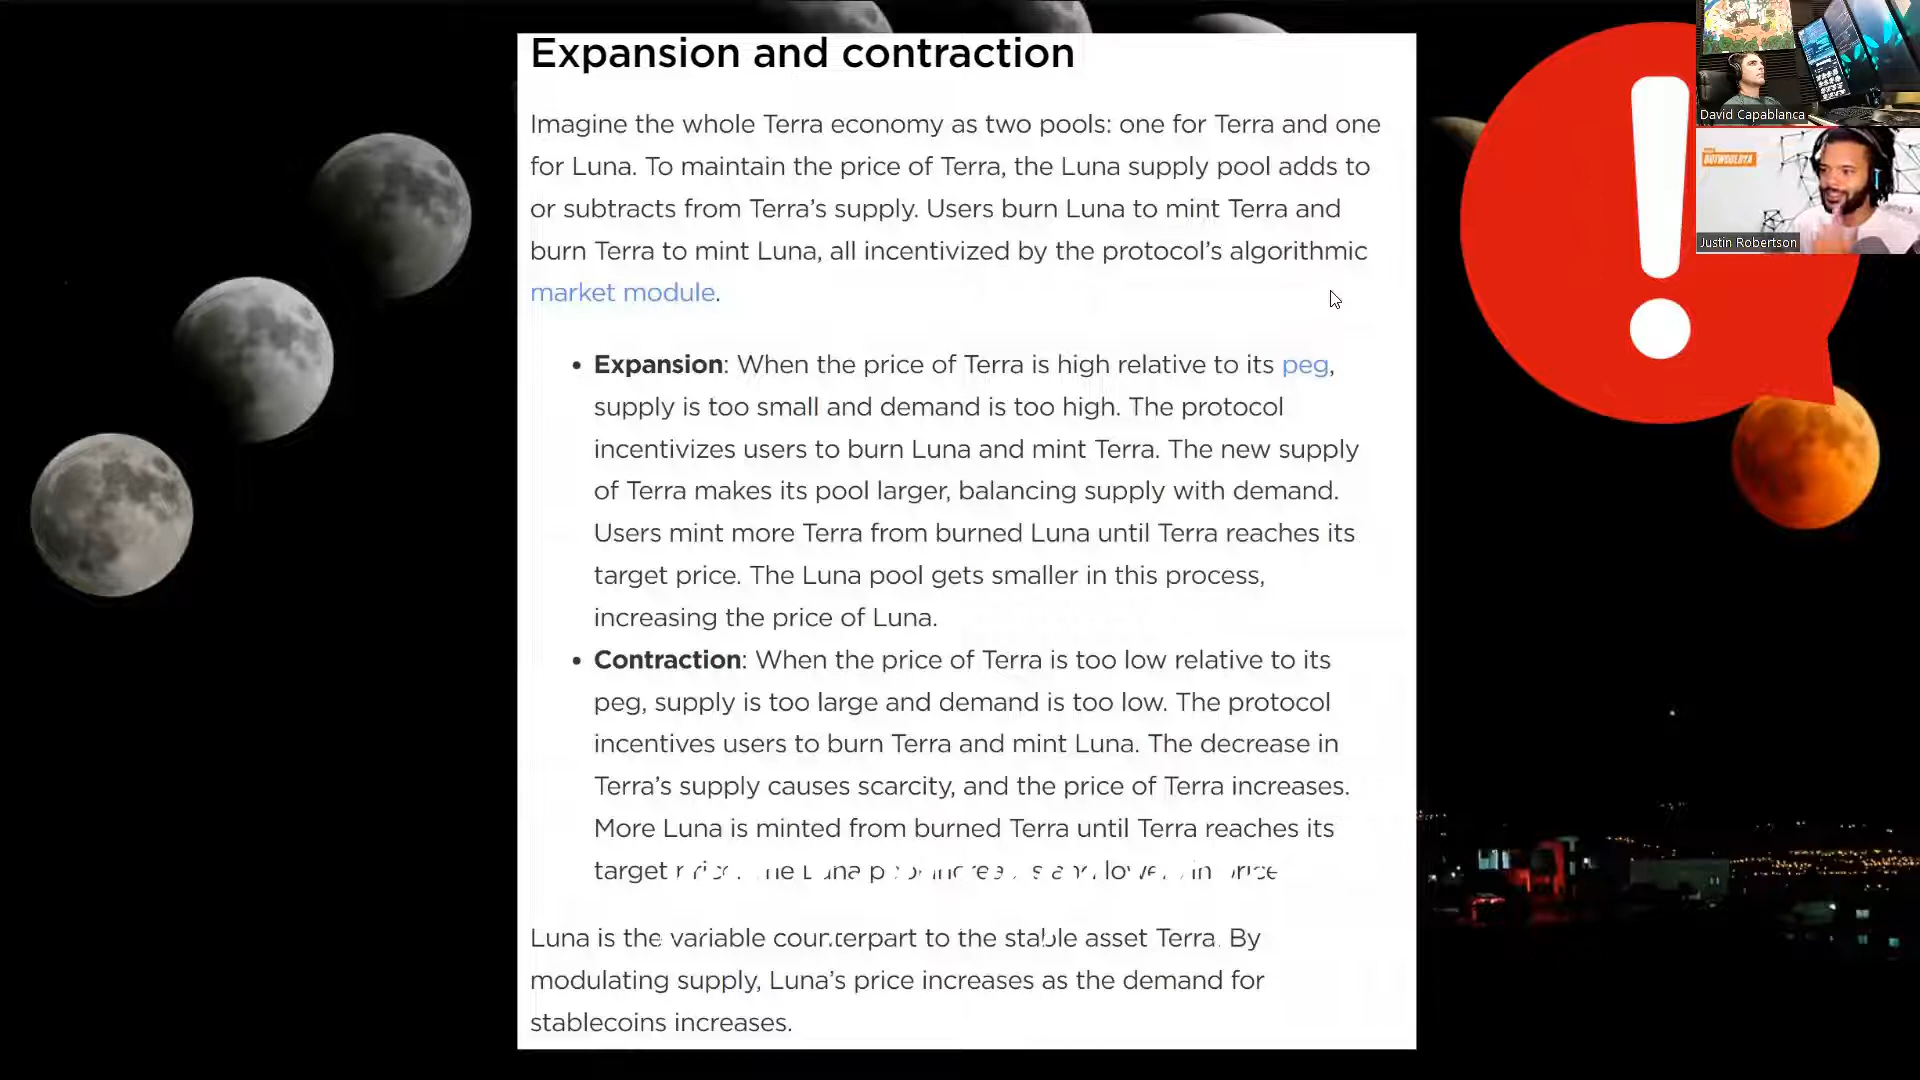 Expansion and contraction
Imagine the whole Terra economy as two pools: one for Terra and one
for Luna. To maintain the price of Terra, the Luna supply pool adds to
or subtracts from Terra’s supply. Users burn Luna to mint Terra and
burn Terra to mint Luna, all incentivized by the protocol’s algorithmic
market module.
• Expansion: When the price of Terra is high relative to its peg,
supply is too small and demand is too high. The protocol
incentivizes users to burn Luna and mint Terra. The new supply
of Terra makes its pool larger, balancing supply with demand.
Users mint more Terra from burned Luna until Terra reaches its
target price. The Luna pool gets smaller in this process,
increasing the price of Luna.
• Contraction: When the price of Terra is too low relative to its
peg, supply is too large and demand is too low. The protocol
incentives users to burn Terra and mint Luna. The decrease in
Terra’s supply causes scarcity, and the price of Terra increases.
More Luna is minted from burned Terra until Terra reaches its
target
Luna is the variable counterpart to the stable asset Terra. By
modulating supply, Luna’s price increases as the demand for
stablecoins increases.
David Capablanca
OUTWOULDYA
Justin Robertson